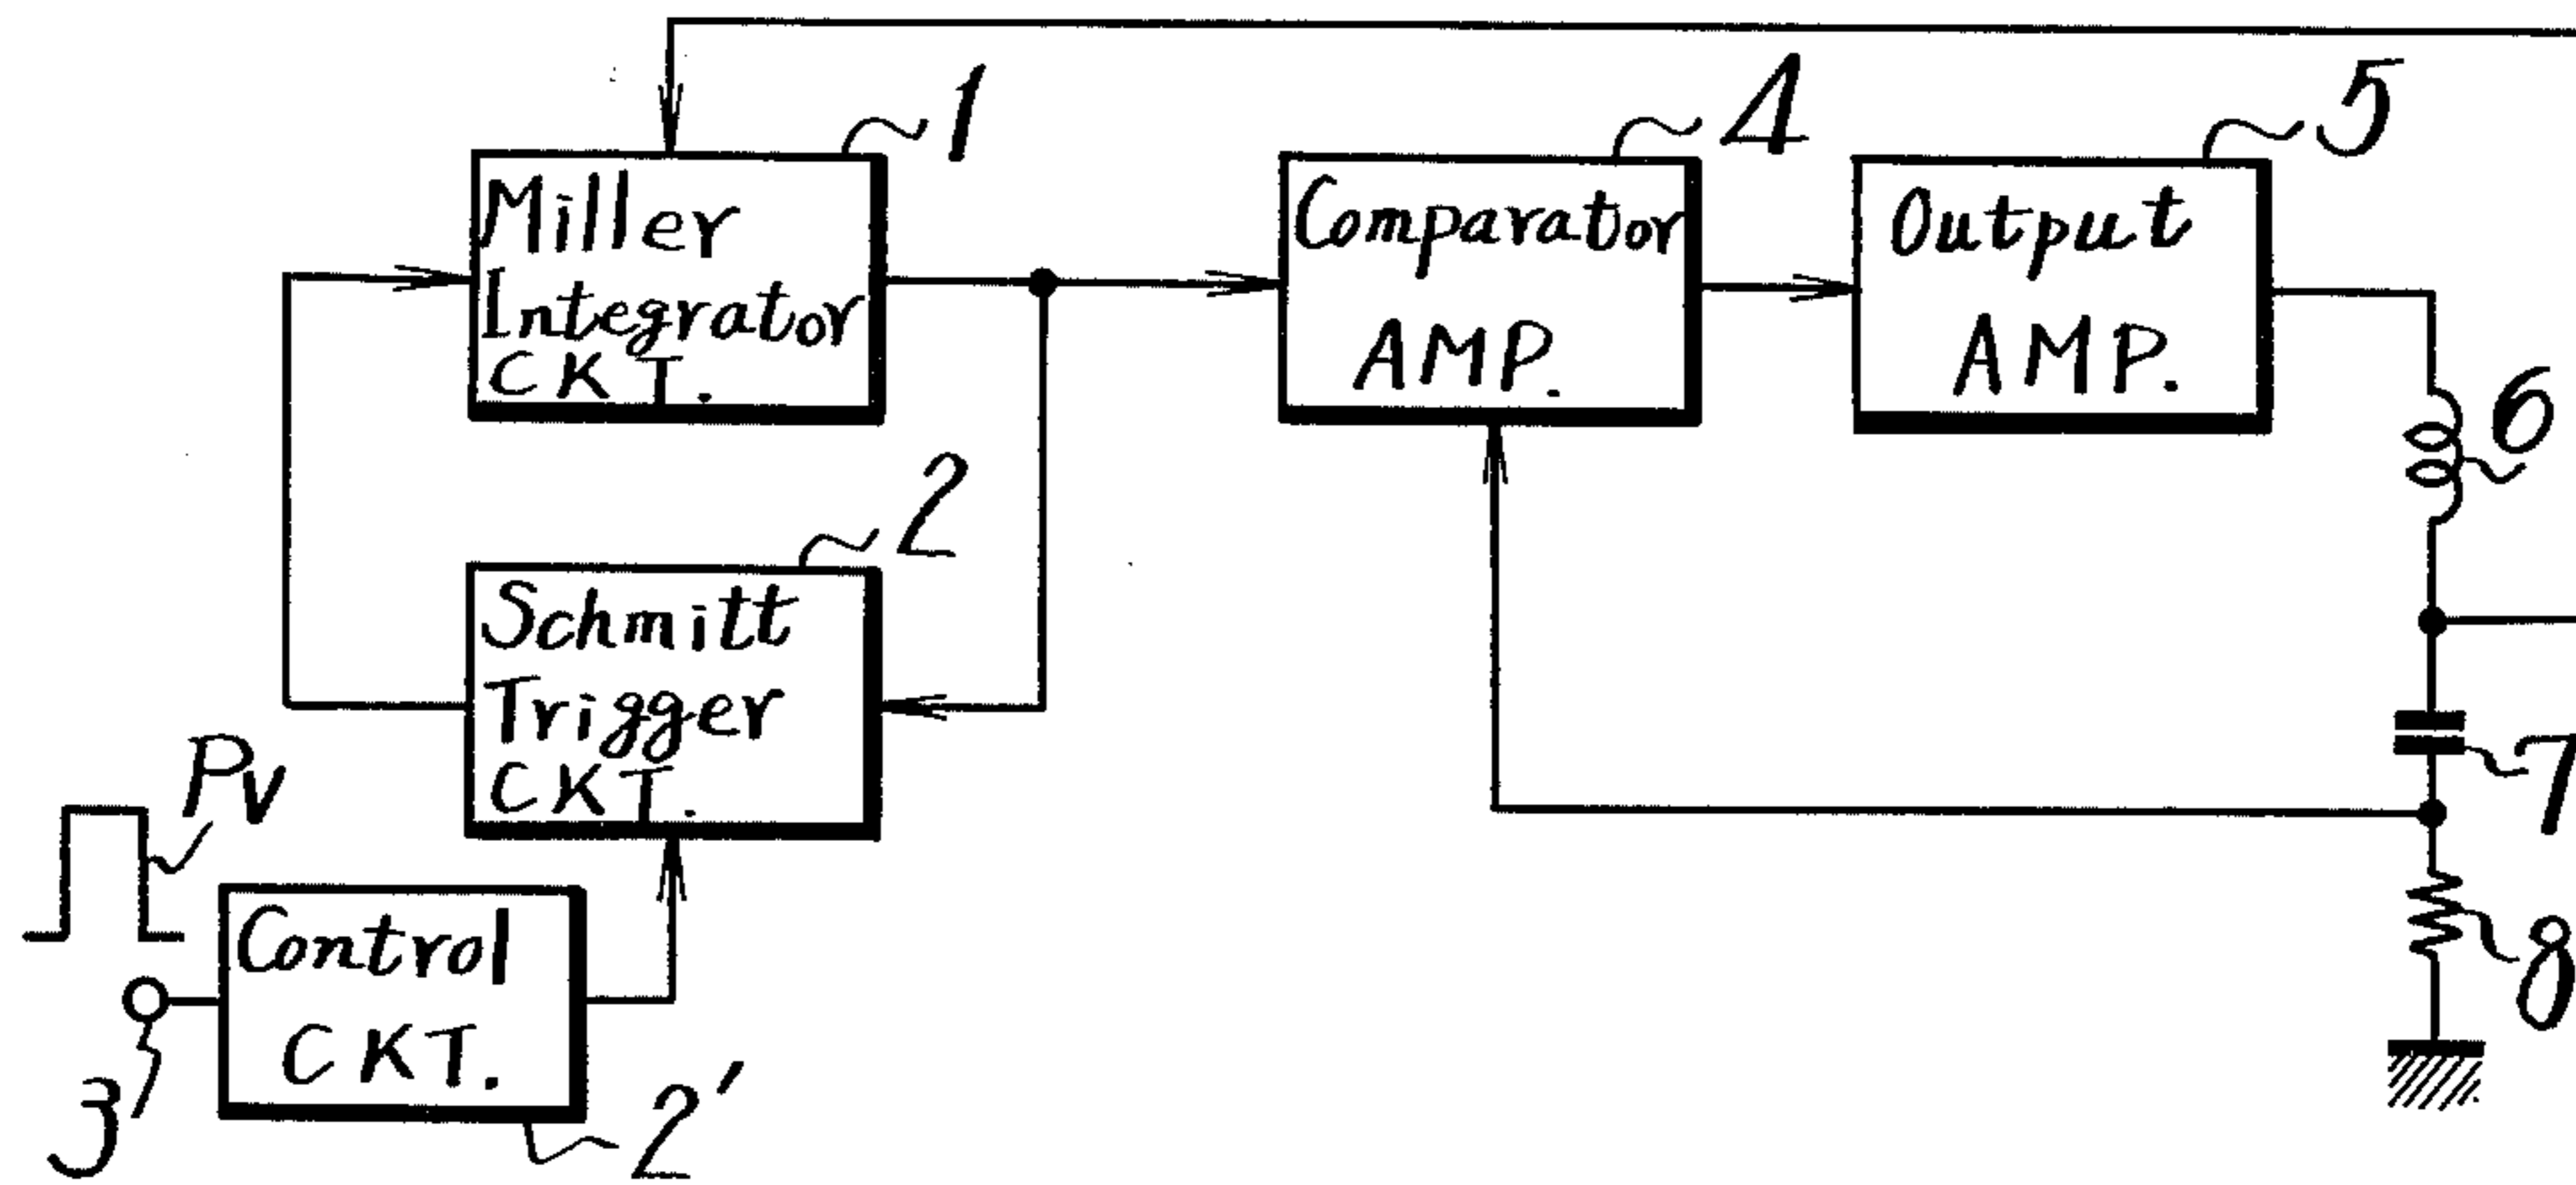 1
Miller
Integrator
CKT.
4
Comparator
AMP.
5
Output
AMP.
6
2
Schmitt
Trigger
CKT.
7
Pv
Control
CKT.
3
2'
8